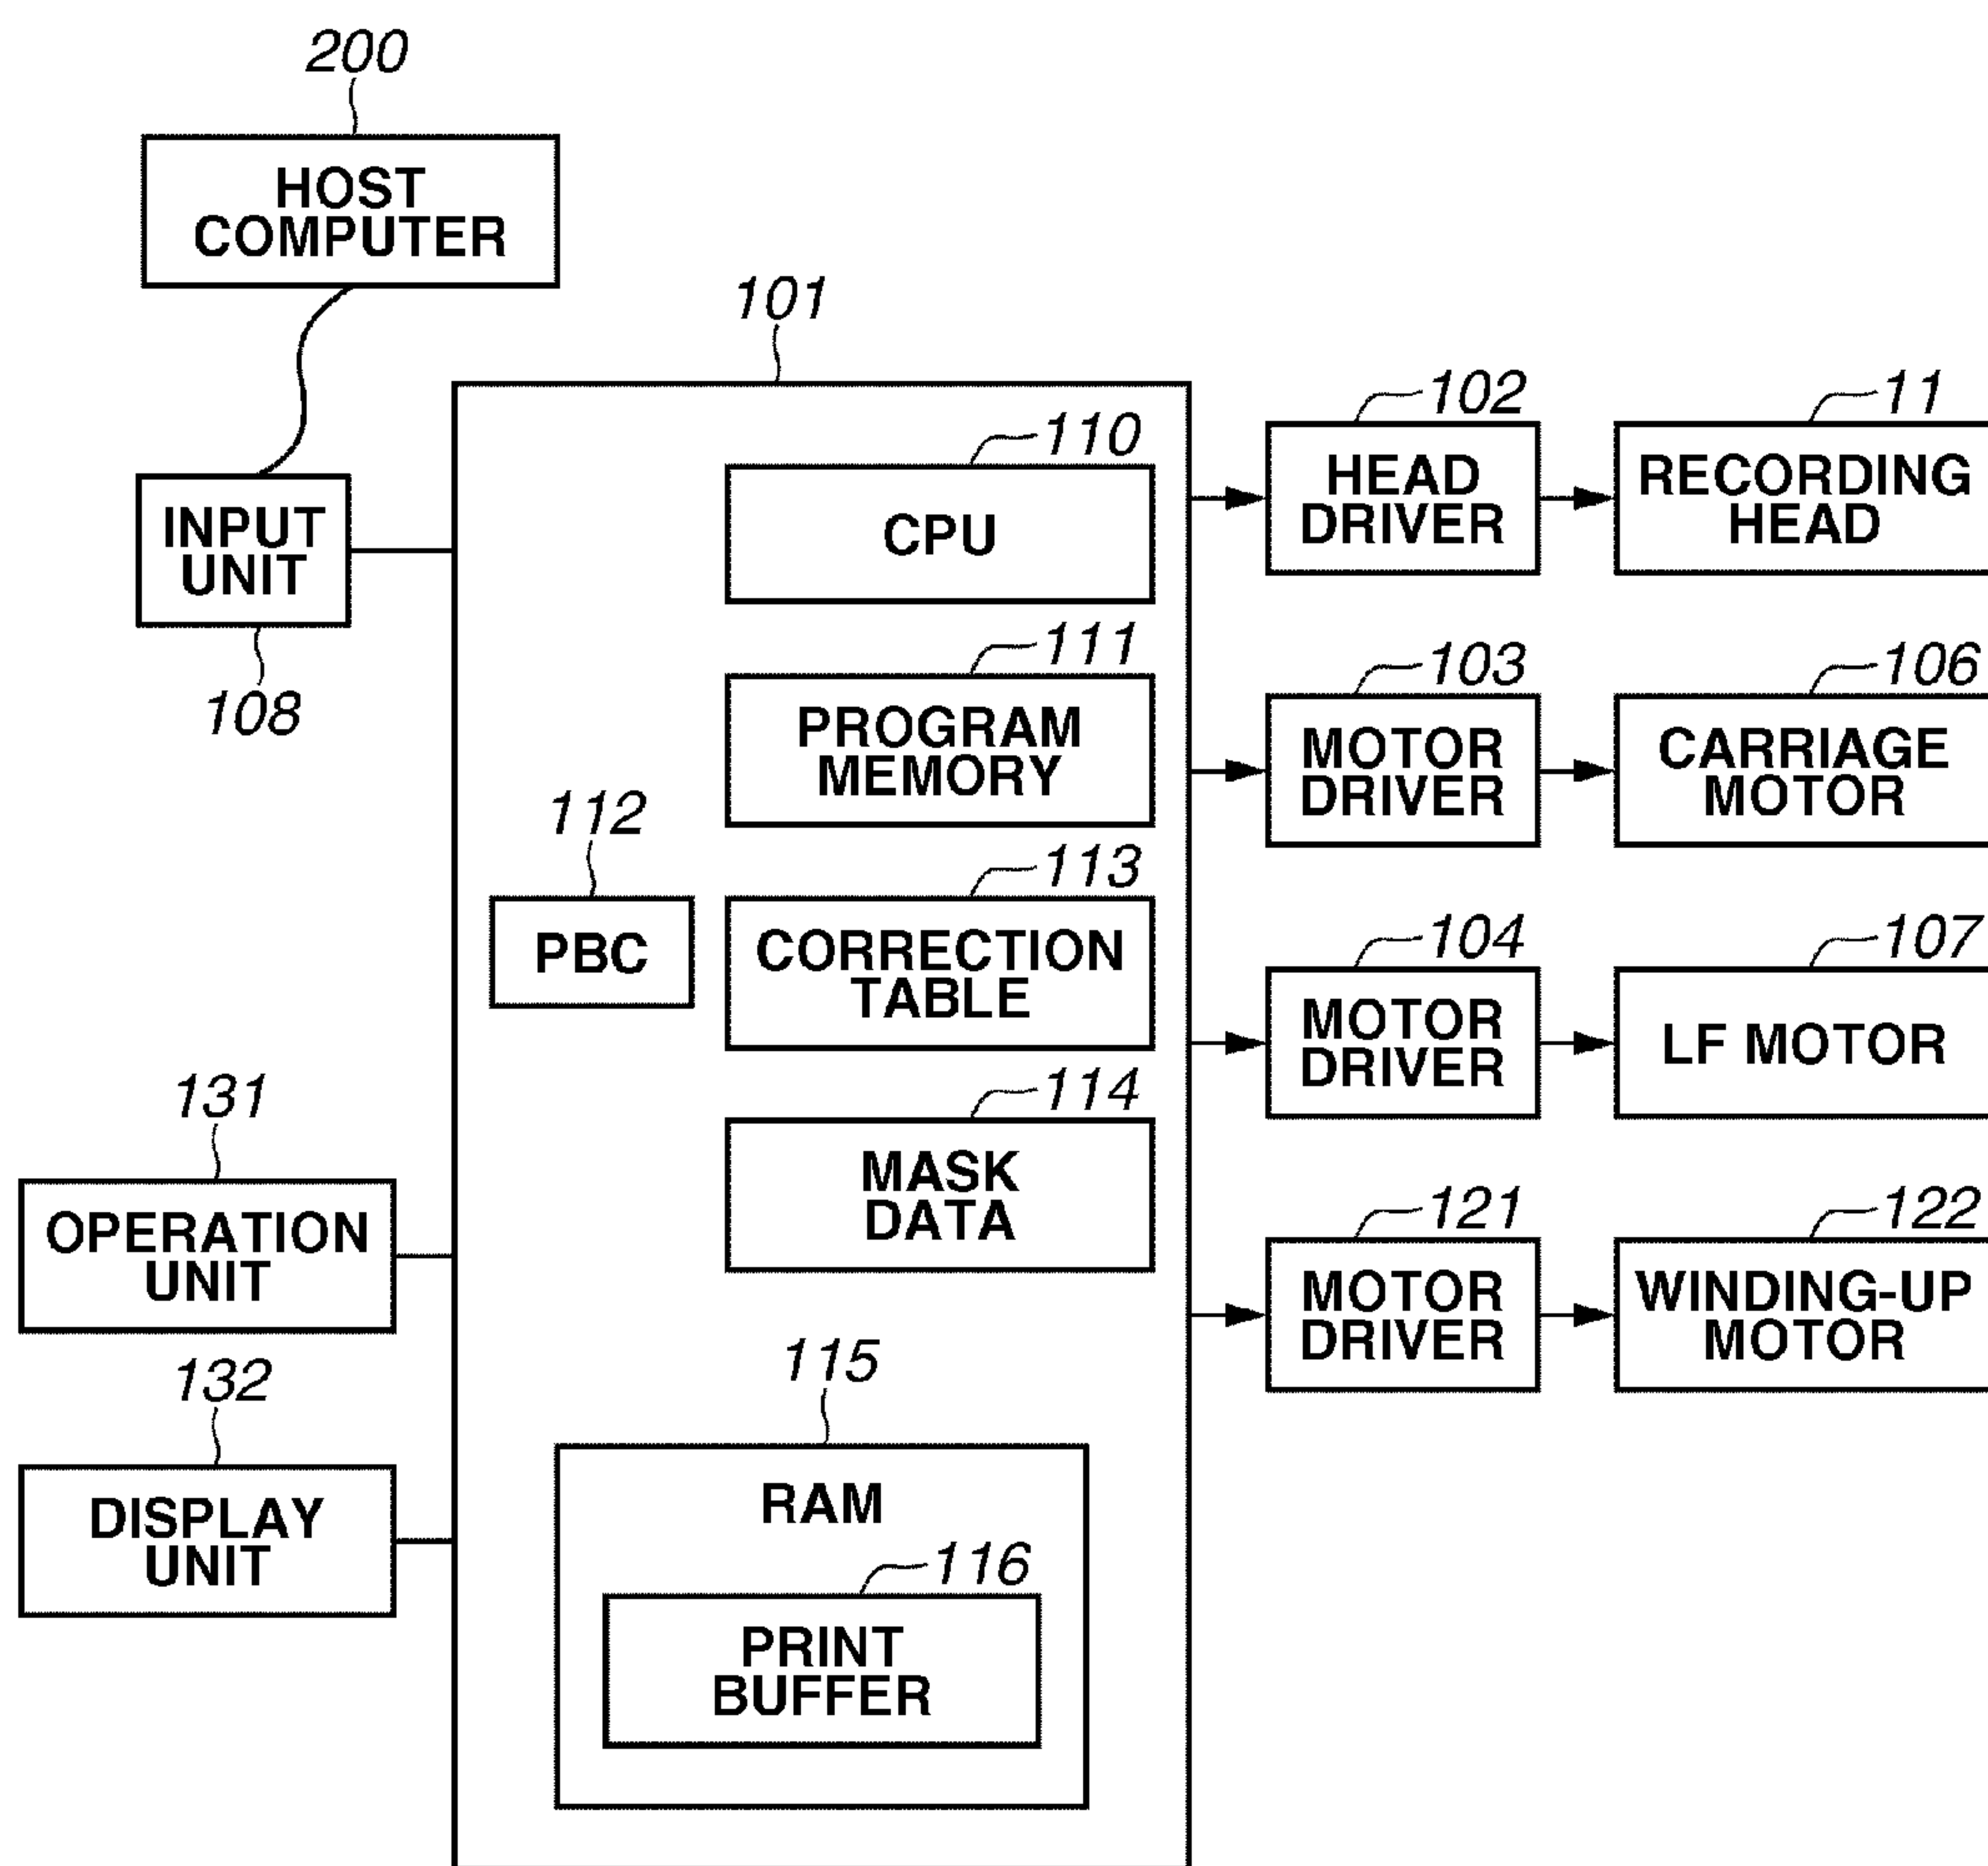 200
HOST
COMPUTER
101
102
11
110
HEAD
DRIVER
RECORDING
HEAD
INPUT
UNIT
CPU
108
111
103
106
PROGRAM
MEMORY
MOTOR
DRIVER
CARRIAGE
MOTOR
112
113
104
107
PBC
CORRECTION
TABLE
MOTOR
DRIVER
LF MOTOR
131
114
121
122
OPERATION
UNIT
MASK
DATA
MOTOR
DRIVER
WINDING-UP
MOTOR
132
115
DISPLAY
UNIT
RAM
116
PRINT
BUFFER